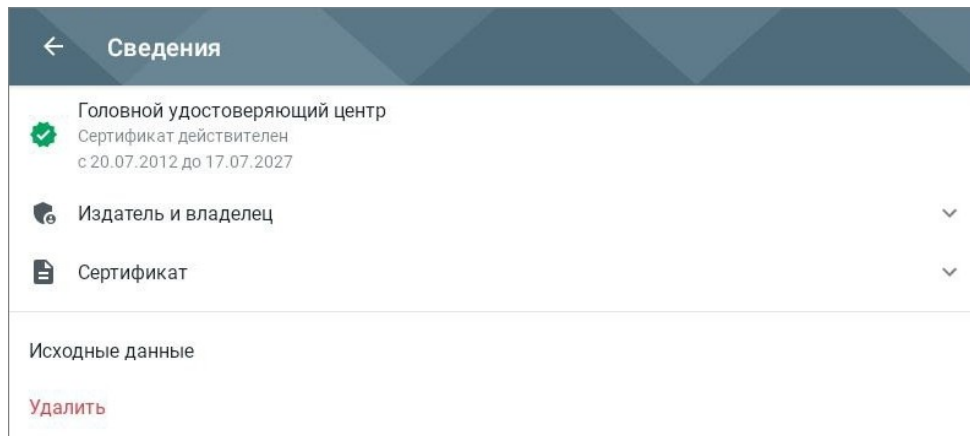 Сведения
Головной удостоверяющий центр
Сертификат действителен
с 20.07.2012 до 17.07.2027
Издатель и владелец
Сертификат
Исходные данные
Удалить